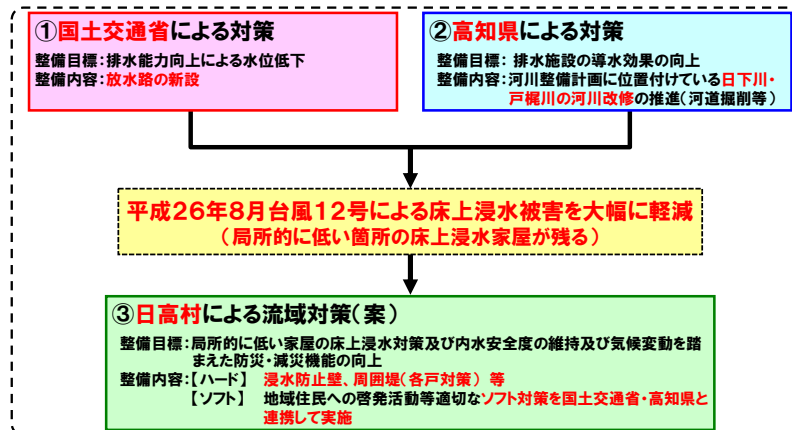 ①国土交通省による対策
整備目標：排水能力向上による水位低下
整備内容：放水路の新設
②高知県による対策
整備目標：排水施設の導水効果の向上
整備内容：河川整備計画に位置付けている日下川・
戸梶川の河川改修の推進（河道掘削等）
平成２６年８月台風１２号による床上浸水被害を大幅に軽減
（局所的に低い箇所の床上浸水家屋が残る）
③日高村による流域対策（案）
整備目標：局所的に低い家屋の床上浸水対策及び内水安全度の維持及び気候変動を踏
まえた防災・減災機能の向上
整備内容：【ハード】 浸水防止壁、周囲堤（各戸対策） 等
【ソフト】 地域住民への啓発活動等適切なソフト対策を国土交通省・高知県と
連携して実施